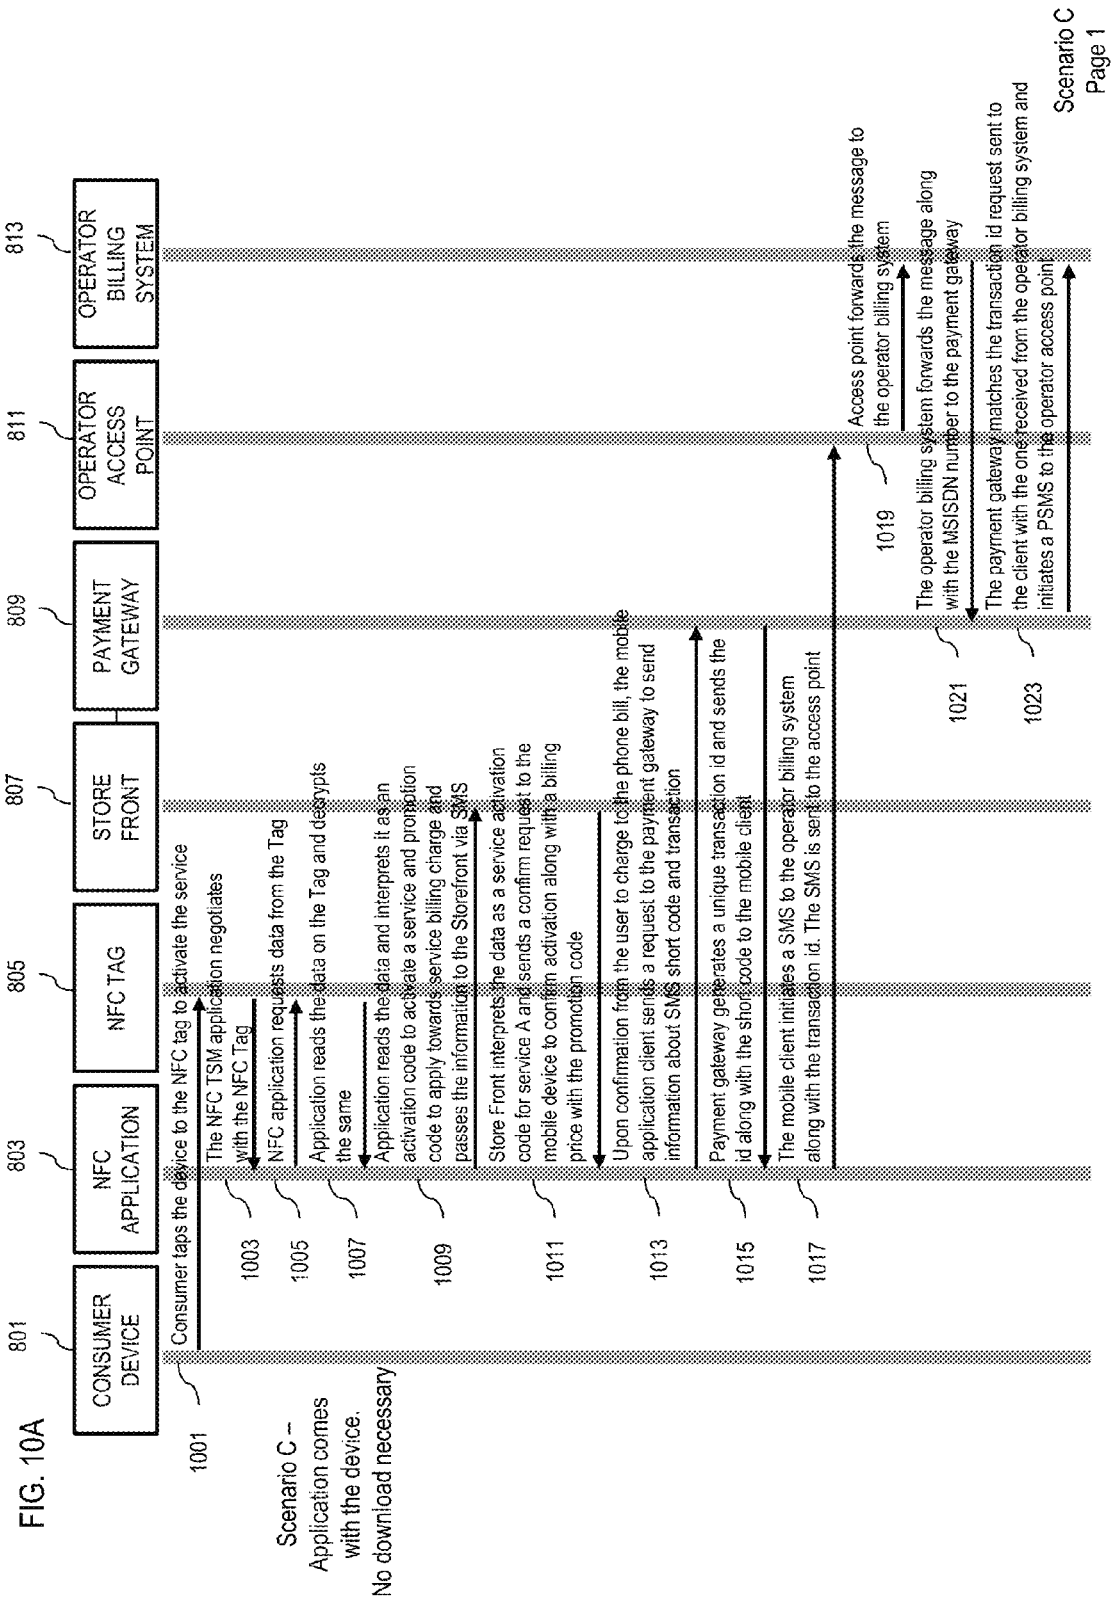 FIG. 10A
801
803
805
807
809
811
813
CONSUMER
DEVICE
NFC
APPLICATION
NFC TAG
STORE
FRONT
PAYMENT
GATEWAY
OPERATOR
ACCESS
POINT
OPERATOR
BILLING
SYSTEM
Scenario C –
Application comes
with the device.
No download necessary
1001
Consumer taps the device to the NFC tag to activate the service
1003
The NFC TSM application negotiates
with the NFC Tag
1005
NFC application requests data from the Tag
1007
Application reads the data on the Tag and decrypts
the same
1009
Application reads the data and interprets it as an
activation code to activate a service and promotion
code to apply towards service billing charge and
passes the information to the Storefront via SMS
1011
Store Front interprets the data as a service activation
code for service A and sends a confirm request to the
mobile device to confirm activation along with a billing
price with the promotion code
1013
Upon confirmation from the user to charge to the phone bill, the mobile
application client sends a request to the payment gateway to send
information about SMS short code and transaction
1015
Payment gateway generates a unique transaction id and sends the
id along with the short code to the mobile client
1017
The mobile client initiates a SMS to the operator billing system
along with the transaction id. The SMS is sent to the access point
1019
Access point forwards the message to
the operator billing system
1021
The operator billing system forwards the message along
with the MSISDN number to the payment gateway
1023
The payment gateway matches the transaction id request sent to
the client with the one received from the operator billing system and
initiates a PSMS to the operator access point
Scenario C
Page 1